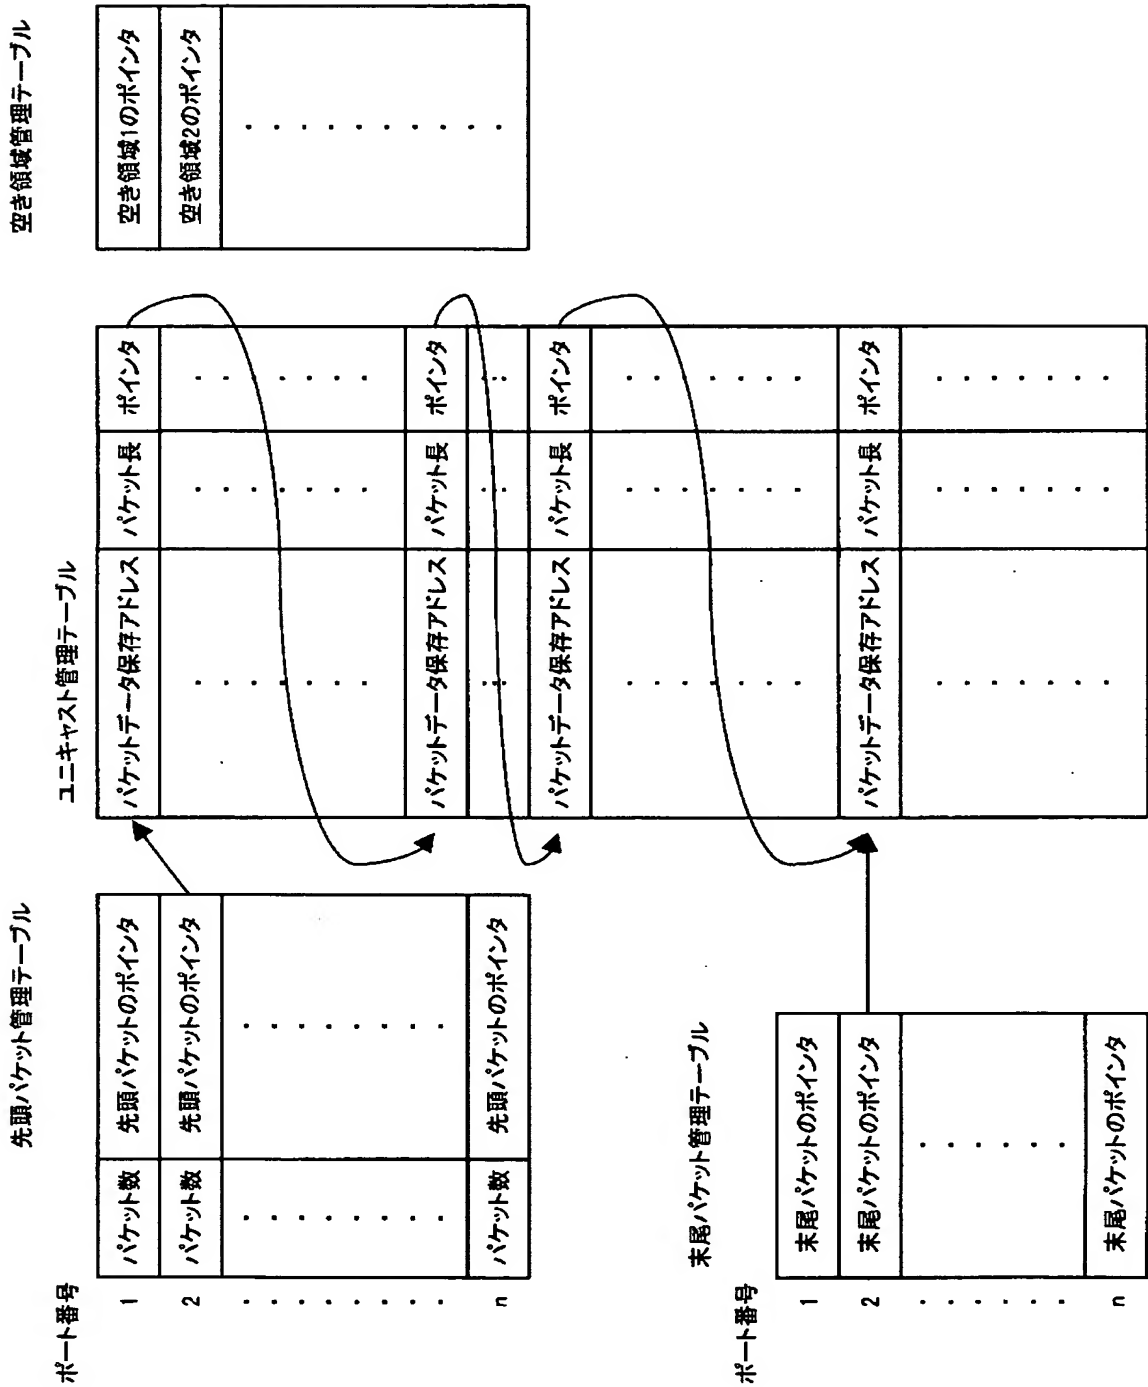 先頭パケット管理テーブル
ポート番号
1 パケット数 先頭パケットのポインタ
2 パケット数 先頭パケットのポインタ
n パケット数 先頭パケットのポインタ
末尾パケット管理テーブル
ポート番号
1 末尾パケットのポインタ
2 末尾パケットのポインタ
n 末尾パケットのポインタ
ユニキャスト管理テーブル
パケットデータ保存アドレス パケット長 ポインタ
パケットデータ保存アドレス パケット長 ポインタ
パケットデータ保存アドレス パケット長 ポインタ
パケットデータ保存アドレス パケット長 ポインタ
空き領域管理テーブル
空き領域1のポインタ
空き領域2のポインタ